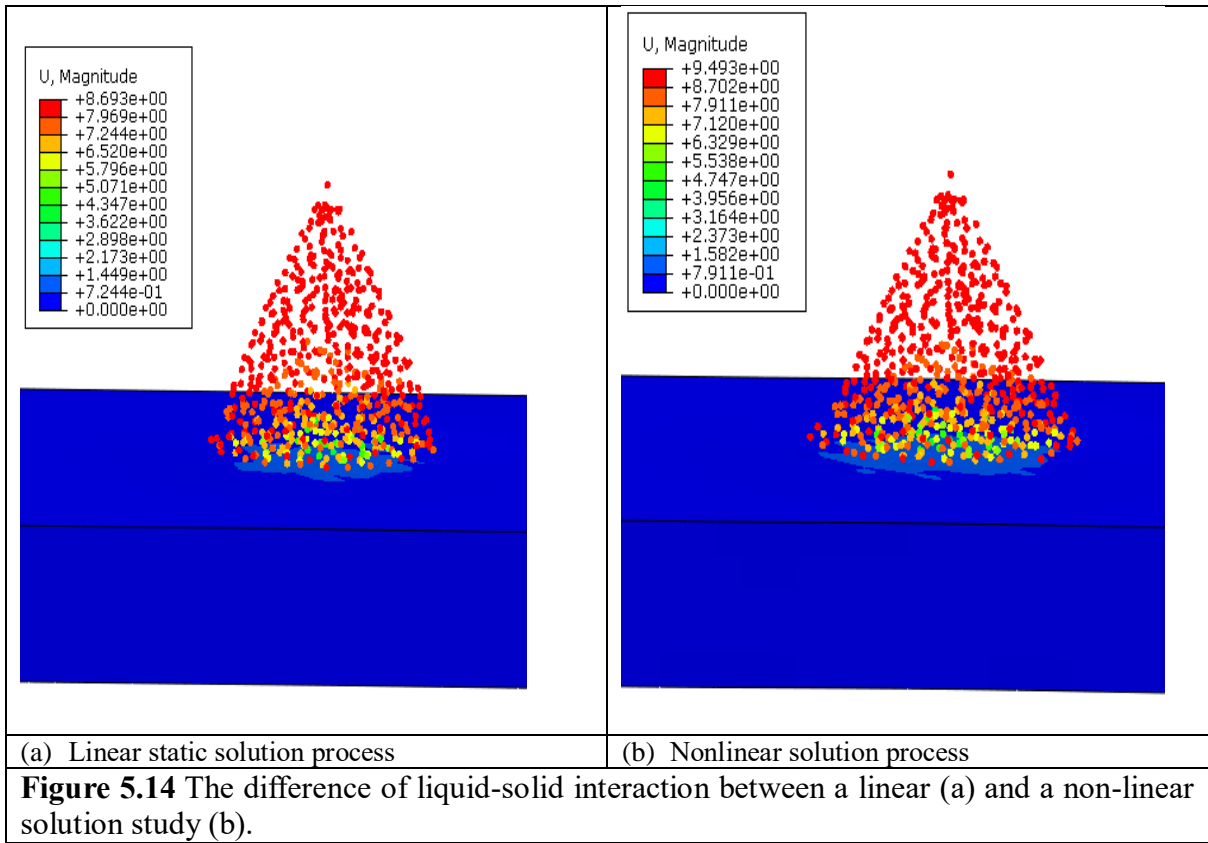 U, Magnitude
+8.693e+00
+7.969e+00
+7.244e+00
+6.520e+00
+5.796e+00
+5.071e+00
+4.347e+00
+3.622e+00
+2.898e+00
+2.173e+00
+1.449e+00
+7.244e-01
+0.000e+00
U, Magnitude
+9.493e+00
+8.702e+00
+7.911e+00
+7.120e+00
+6.329e+00
+5.538e+00
+4.747e+00
+3.956e+00
+3.164e+00
+2.373e+00
+1.582e+00
+7.911e-01
+0.000e+00
(a) Linear static solution process
(b) Nonlinear solution process
Figure 5.14 The difference of liquid-solid interaction between a linear (a) and a non-linear
solution study (b).